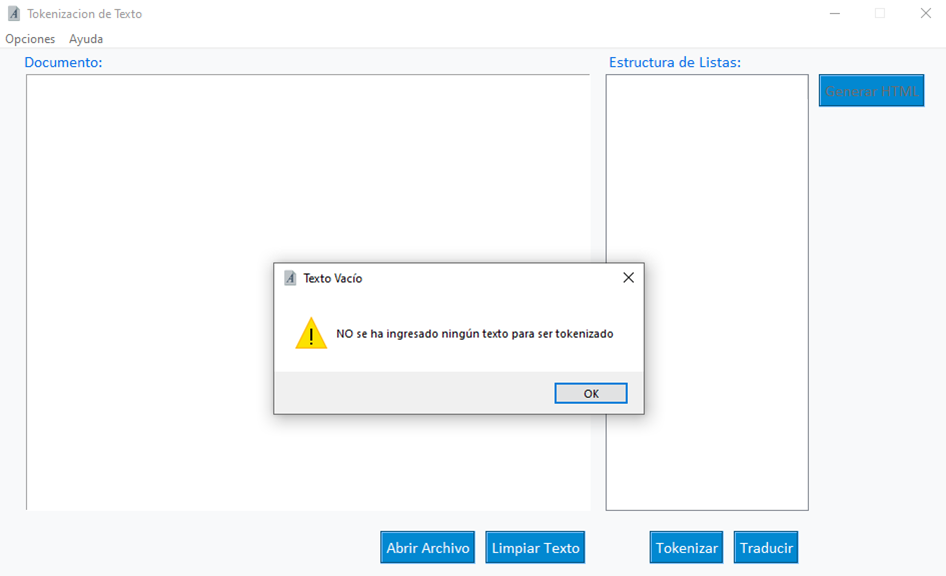 Tokenizacion de Texto
Opciones Ayuda
Documento:
Estructura de Listas:
Generar HTML
Texto Vacío
NO se ha ingresado ningún texto para ser tokenizado
OK
Abrir Archivo
Limpiar Texto
Tokenizar
Traducir